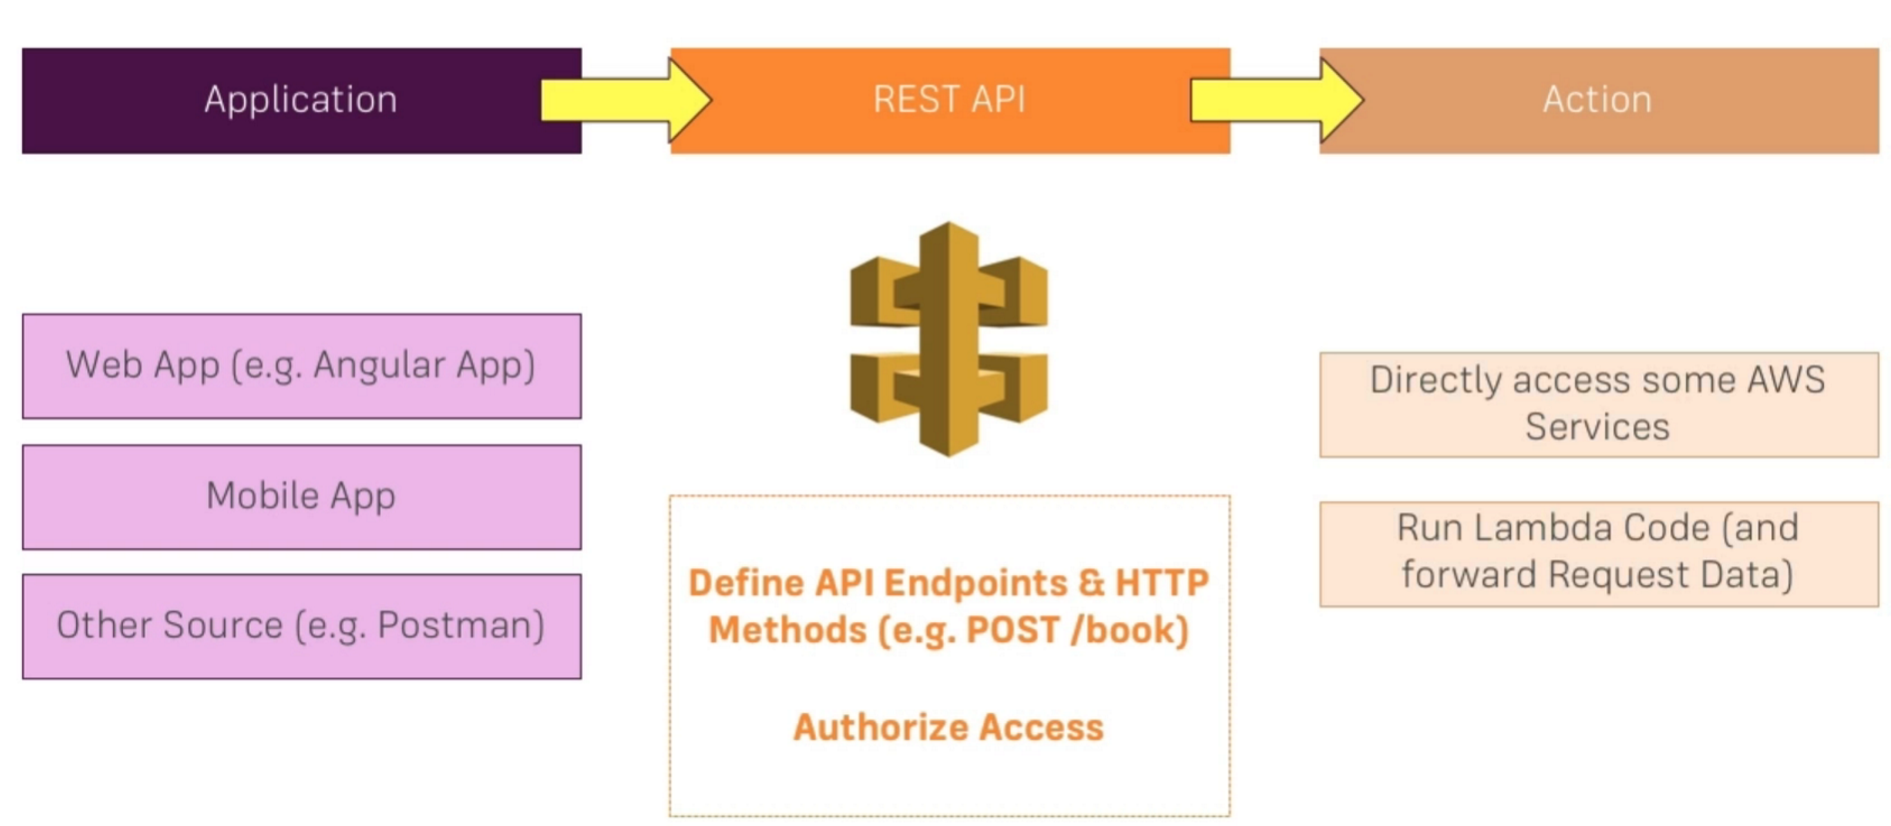 Application
REST API
Action
Web App (e.g. Angular App)
Mobile App
Other Source (e.g. Postman)
Define API Endpoints & HTTP
Methods (e.g. POST /book)
Authorize Access
Directly access some AWS
Services
Run Lambda Code (and
forward Request Data)